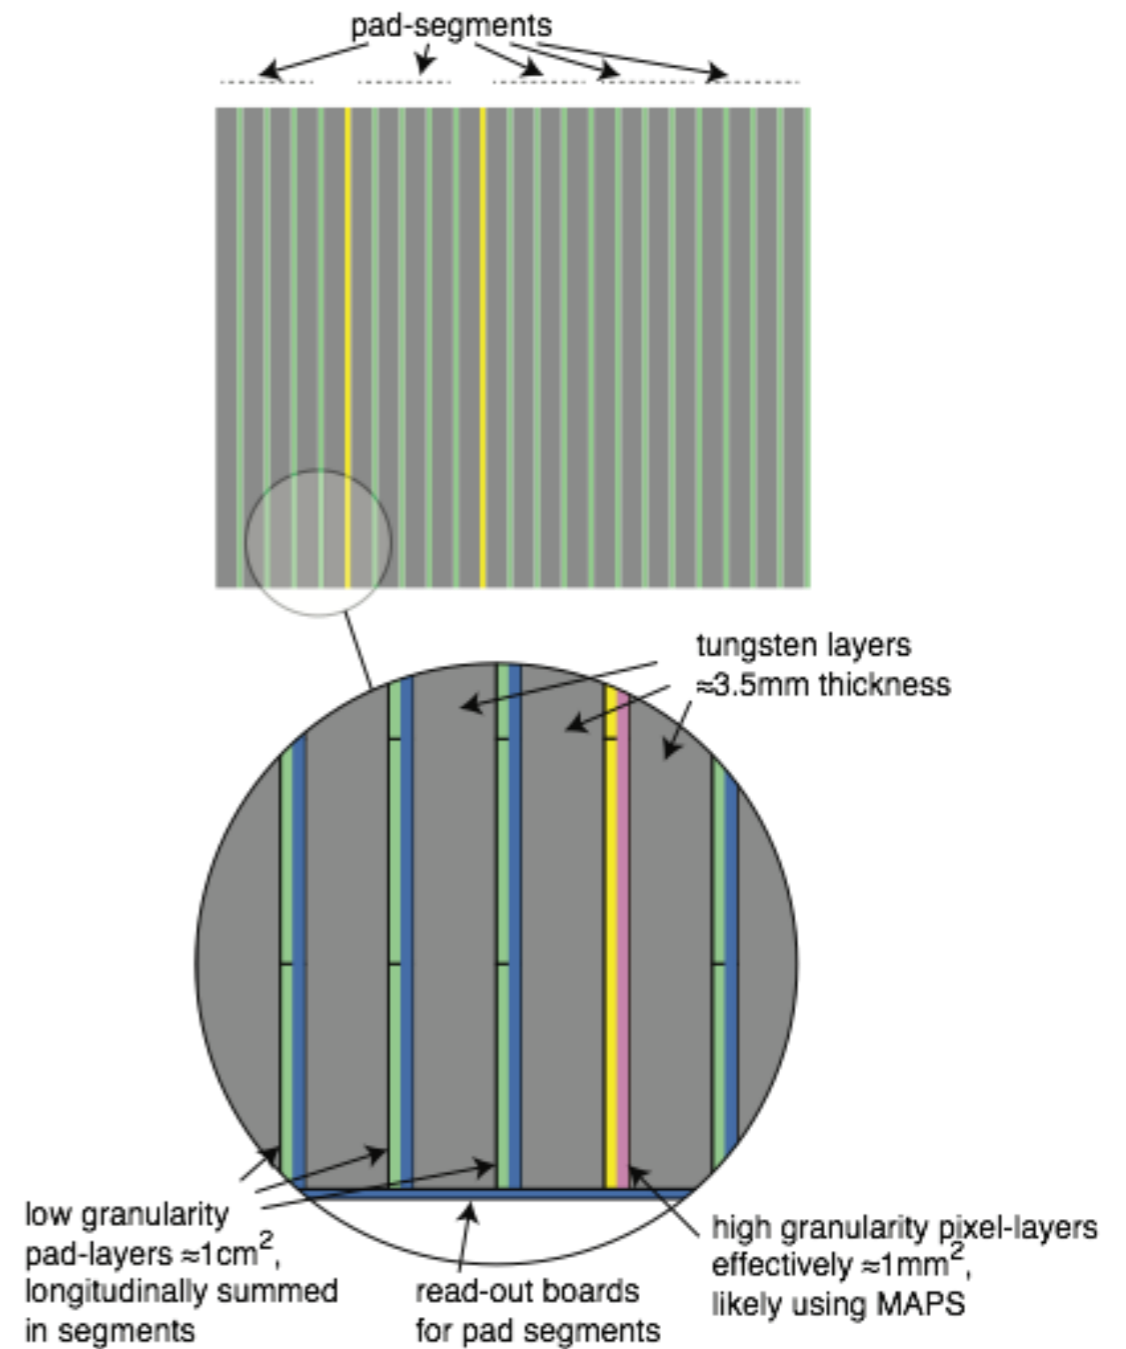 pad-segments
tungsten layers
≈3.5mm thickness
low granularity
pad-layers ≈1cm²,
longitudinally summed
in segments
read-out boards
for pad segments
high granularity pixel-layers
effectively ≈1mm²,
likely using MAPS